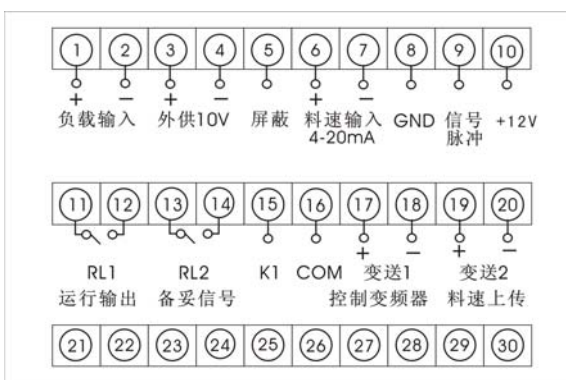 1 2 3 4 5 6 7 8 9 10
+ − + − + −
负载输入 外供10V 屏蔽 料速输入 GND 信号 +12V
4-20mA 脉冲
11 12 13 14 15 16 17 18 19 20
+ − + −
RL1 RL2 K1 COM 变送1 变送2
运行输出 备妥信号 控制变频器 料速上传
21 22 23 24 25 26 27 28 29 30